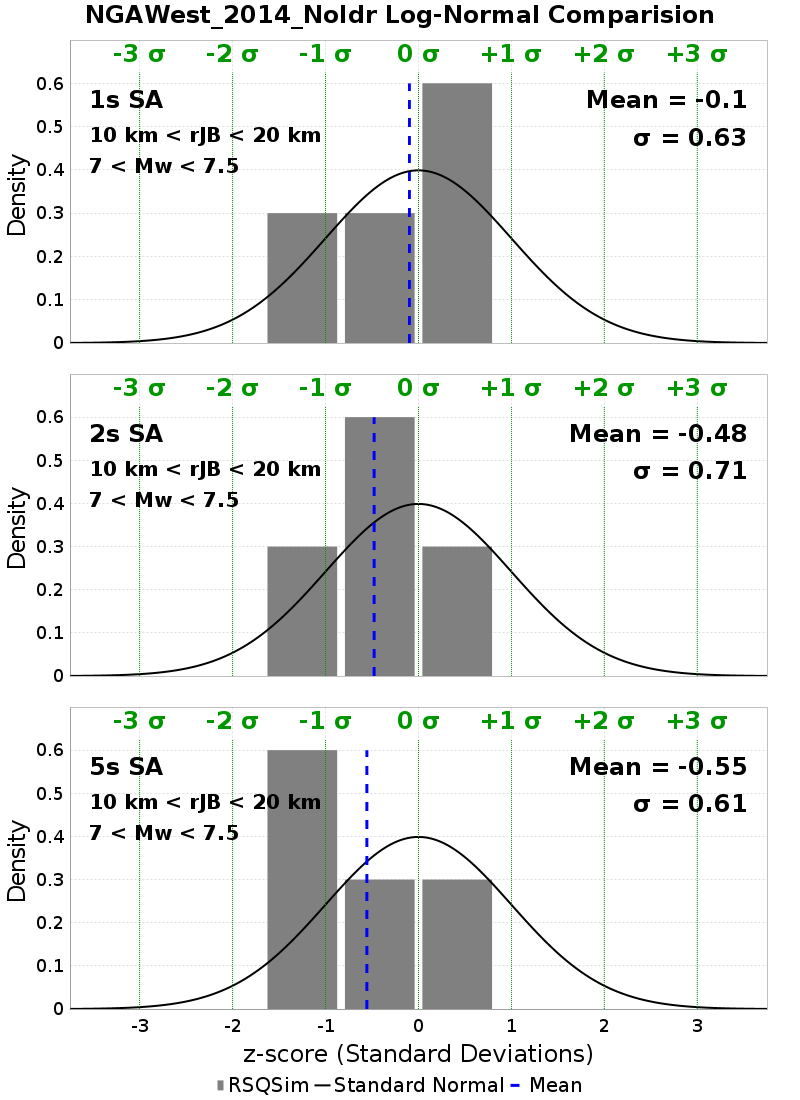 NGAWest_2014_NoIdr Log-Normal Comparision
-3 σ -2 σ -1 σ 0 σ +1 σ +2 σ +3 σ
1s SA
10 km < rJB < 20 km
7 < Mw < 7.5
Mean = -0.1
σ = 0.63
Density
0.6
0.5
0.4
0.3
0.2
0.1
0
-3 σ -2 σ -1 σ 0 σ +1 σ +2 σ +3 σ
2s SA
10 km < rJB < 20 km
7 < Mw < 7.5
Mean = -0.48
σ = 0.71
Density
0.6
0.5
0.4
0.3
0.2
0.1
0
-3 σ -2 σ -1 σ 0 σ +1 σ +2 σ +3 σ
5s SA
10 km < rJB < 20 km
7 < Mw < 7.5
Mean = -0.55
σ = 0.61
Density
0.6
0.5
0.4
0.3
0.2
0.1
0
-3 -2 -1 0 1 2 3
z-score (Standard Deviations)
RSQSim Standard Normal Mean